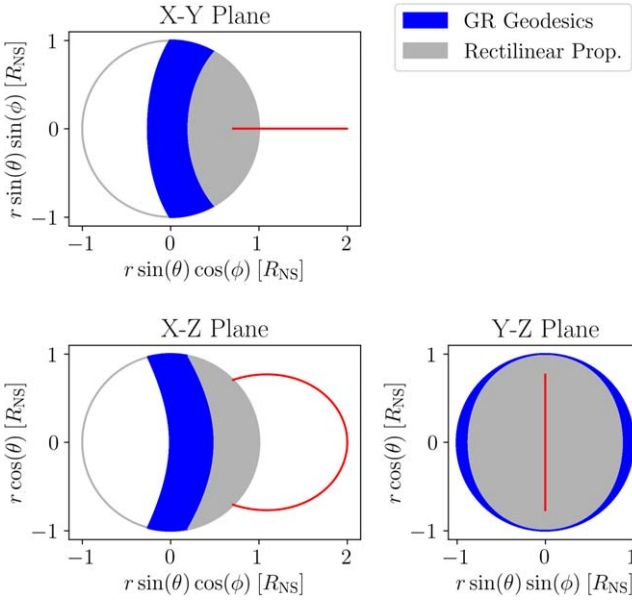 X-Y Plane
GR Geodesics
Rectilinear Prop.
1
0
−1
r sin(θ) sin(φ) [R_NS]
−1 0 1 2
r sin(θ) cos(φ) [R_NS]
X-Z Plane
Y-Z Plane
1
0
−1
r cos(θ) [R_NS]
−1 0 1 2
r sin(θ) cos(φ) [R_NS]
1
0
−1
r cos(θ) [R_NS]
−1 0 1
r sin(θ) sin(φ) [R_NS]